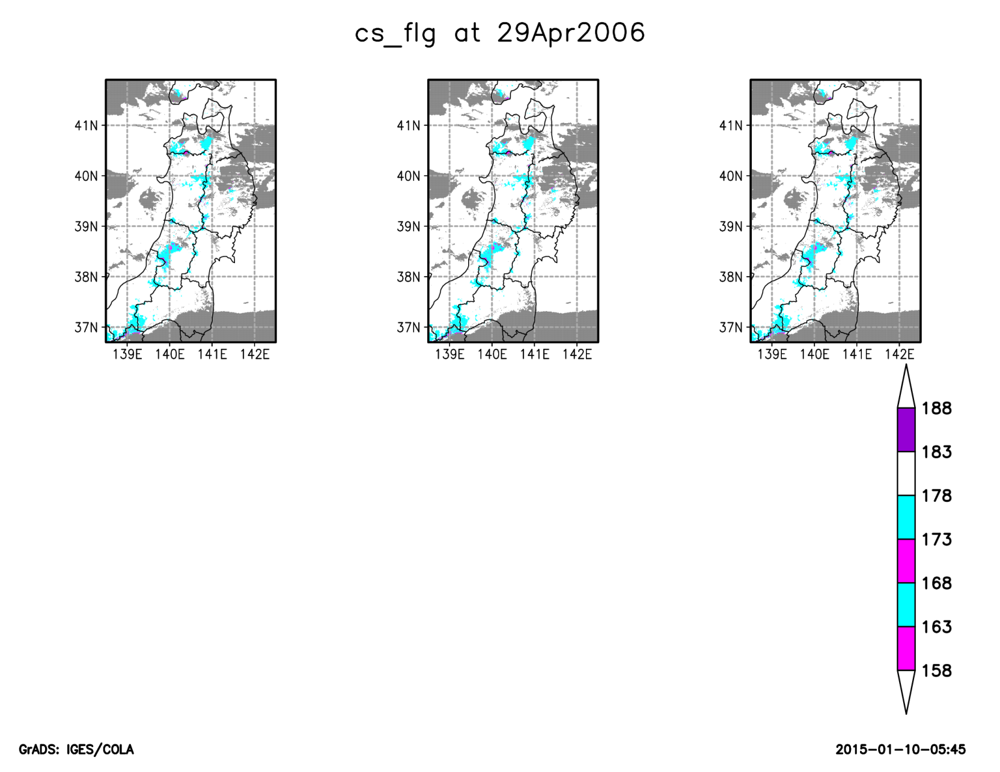 cs_flg at 29Apr2006
41N 41N 41N
40N 40N 40N
39N 39N 39N
38N 38N 38N
37N 37N 37N
139E 140E 141E 142E 139E 140E 141E 142E 139E 140E 141E 142E
188
183
178
173
168
163
158
GrADS: IGES/COLA 2015-01-10-05:45